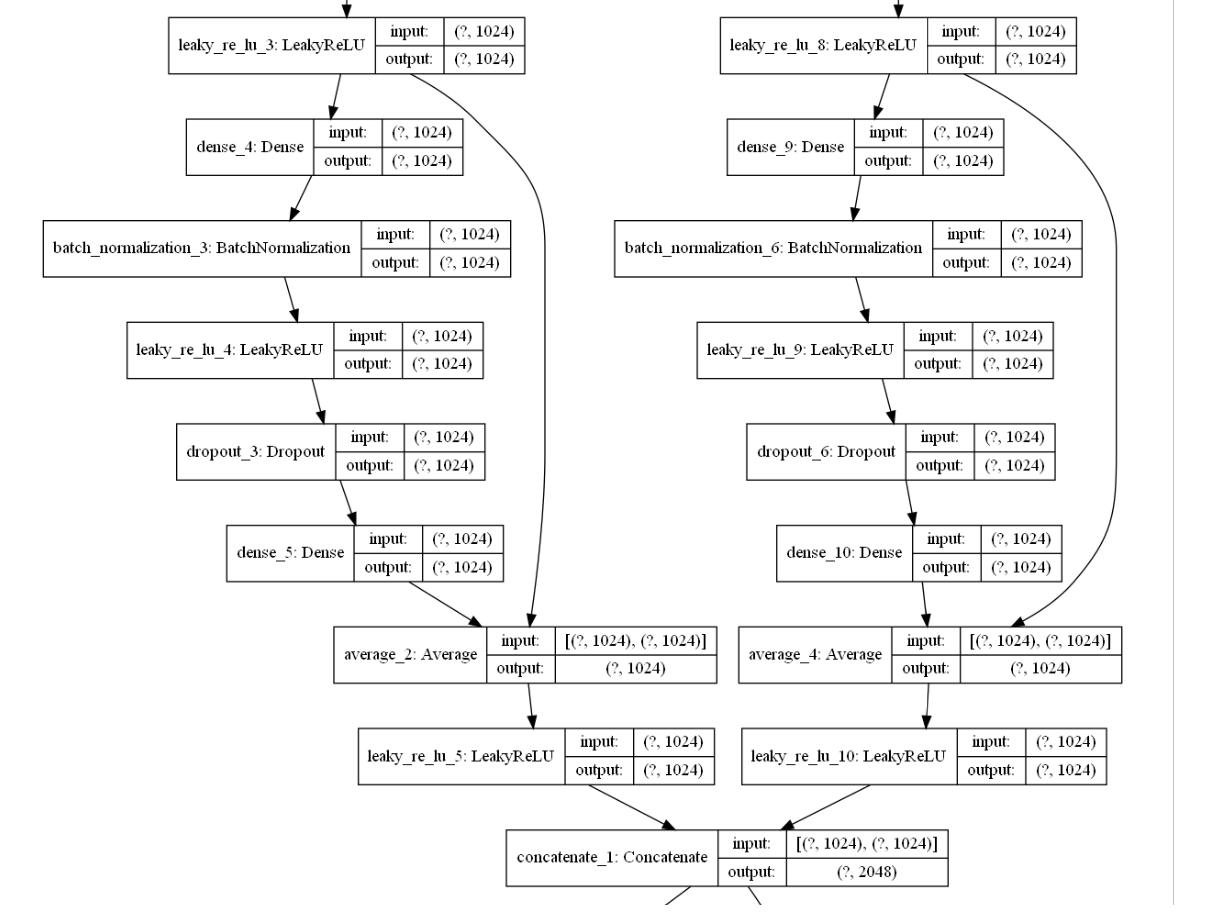 leaky_re_lu_3: LeakyReLU input: (?, 1024) output: (?, 1024)
leaky_re_lu_8: LeakyReLU input: (?, 1024) output: (?, 1024)
dense_4: Dense input: (?, 1024) output: (?, 1024)
dense_9: Dense input: (?, 1024) output: (?, 1024)
batch_normalization_3: BatchNormalization input: (?, 1024) output: (?, 1024)
batch_normalization_6: BatchNormalization input: (?, 1024) output: (?, 1024)
leaky_re_lu_4: LeakyReLU input: (?, 1024) output: (?, 1024)
leaky_re_lu_9: LeakyReLU input: (?, 1024) output: (?, 1024)
dropout_3: Dropout input: (?, 1024) output: (?, 1024)
dropout_6: Dropout input: (?, 1024) output: (?, 1024)
dense_5: Dense input: (?, 1024) output: (?, 1024)
dense_10: Dense input: (?, 1024) output: (?, 1024)
average_2: Average input: [(?, 1024), (?, 1024)] output: (?, 1024)
average_4: Average input: [(?, 1024), (?, 1024)] output: (?, 1024)
leaky_re_lu_5: LeakyReLU input: (?, 1024) output: (?, 1024)
leaky_re_lu_10: LeakyReLU input: (?, 1024) output: (?, 1024)
concatenate_1: Concatenate input: [(?, 1024), (?, 1024)] output: (?, 2048)